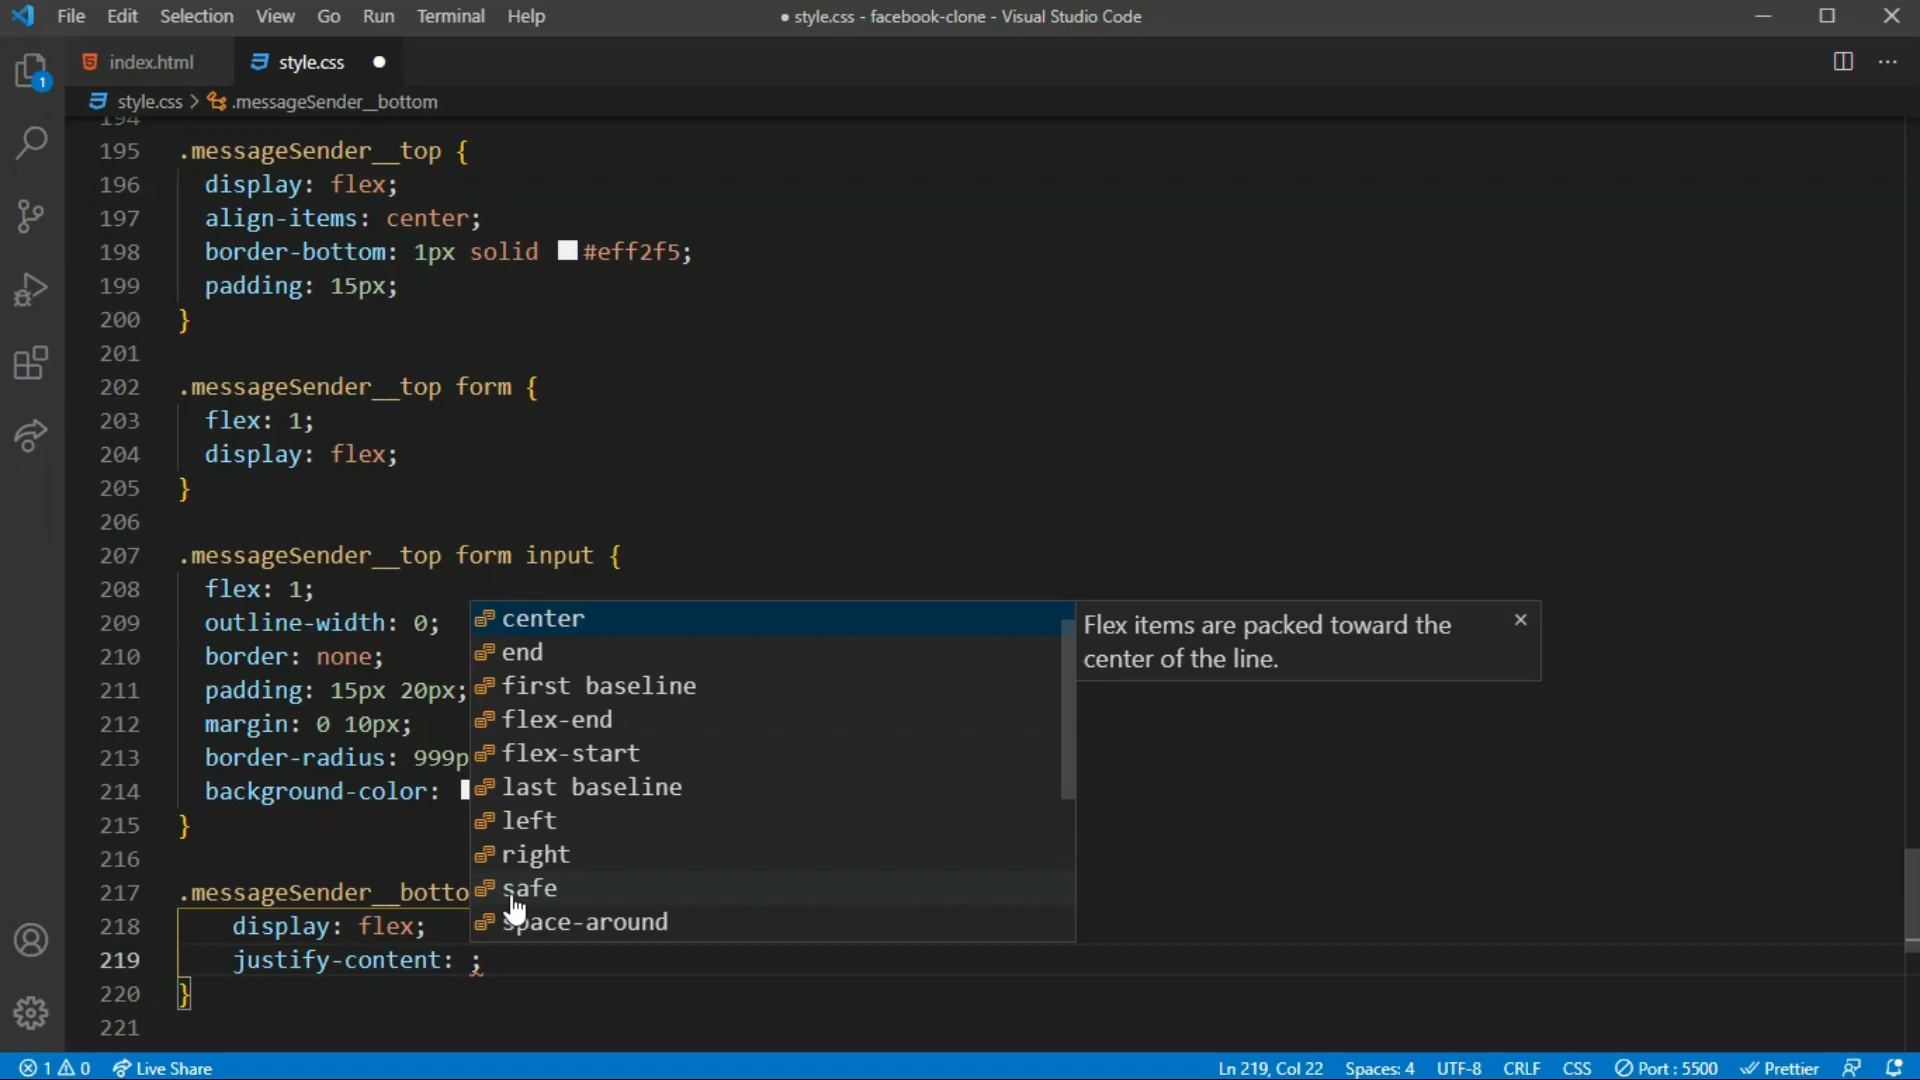 File Edit Selection View Go Run Terminal Help
● style.css - facebook-clone - Visual Studio Code
index.html
style.css
style.css > .messageSender__bottom
1
194
195 .messageSender__top {
196 display: flex;
197 align-items: center;
198 border-bottom: 1px solid #eff2f5;
199 padding: 15px;
200 }
201
202 .messageSender__top form {
203 flex: 1;
204 display: flex;
205 }
206
207 .messageSender__top form input {
208 flex: 1;
209 outline-width: 0;
210 border: none;
211 padding: 15px 20px;
212 margin: 0 10px;
213 border-radius: 999p
214 background-color:
215 }
216
217 .messageSender__botto
218 display: flex;
219 justify-content: ;
220 }
221
center
end
first baseline
flex-end
flex-start
last baseline
left
right
safe
space-around
Flex items are packed toward the
center of the line.
1 0 Live Share
Ln 219, Col 22 Spaces: 4 UTF-8 CRLF CSS Port : 5500 Prettier